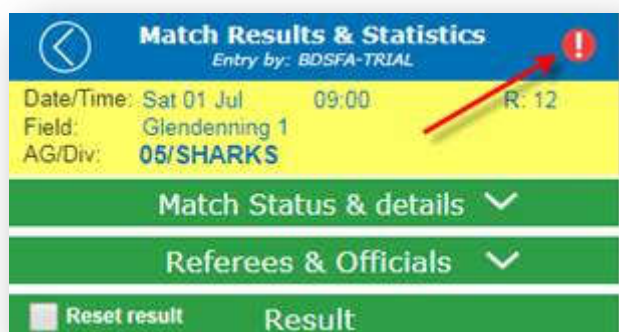 Match Results & Statistics
Entry by: BDSFA-TRIAL
Date/Time: Sat 01 Jul 09:00 R: 12
Field: Glendenning 1
AG/Div: 05/SHARKS
Match Status & details
Referees & Officials
Reset result Result